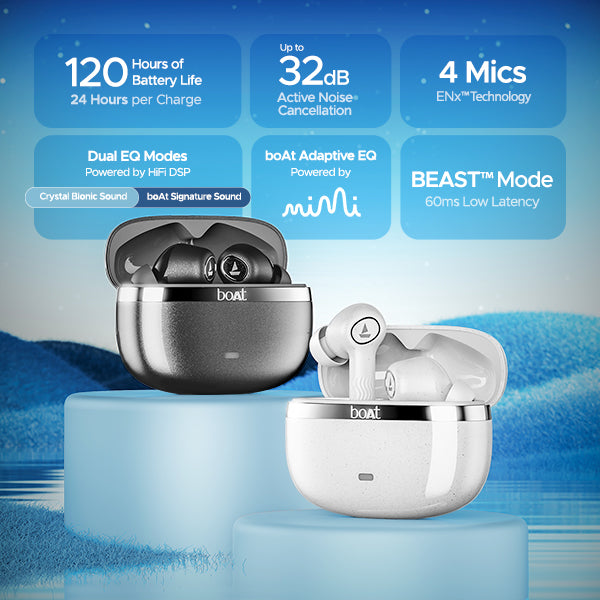 120 Hours of
Battery Life
24 Hours per Charge
Up to
32dB
Active Noise
Cancellation
4 Mics
ENx™ Technology
Dual EQ Modes
Powered by HiFi DSP
Crystal Bionic Sound
boAt Signature Sound
boAt Adaptive EQ
Powered by
miMi
BEAST™ Mode
60ms Low Latency
boAt
boAt